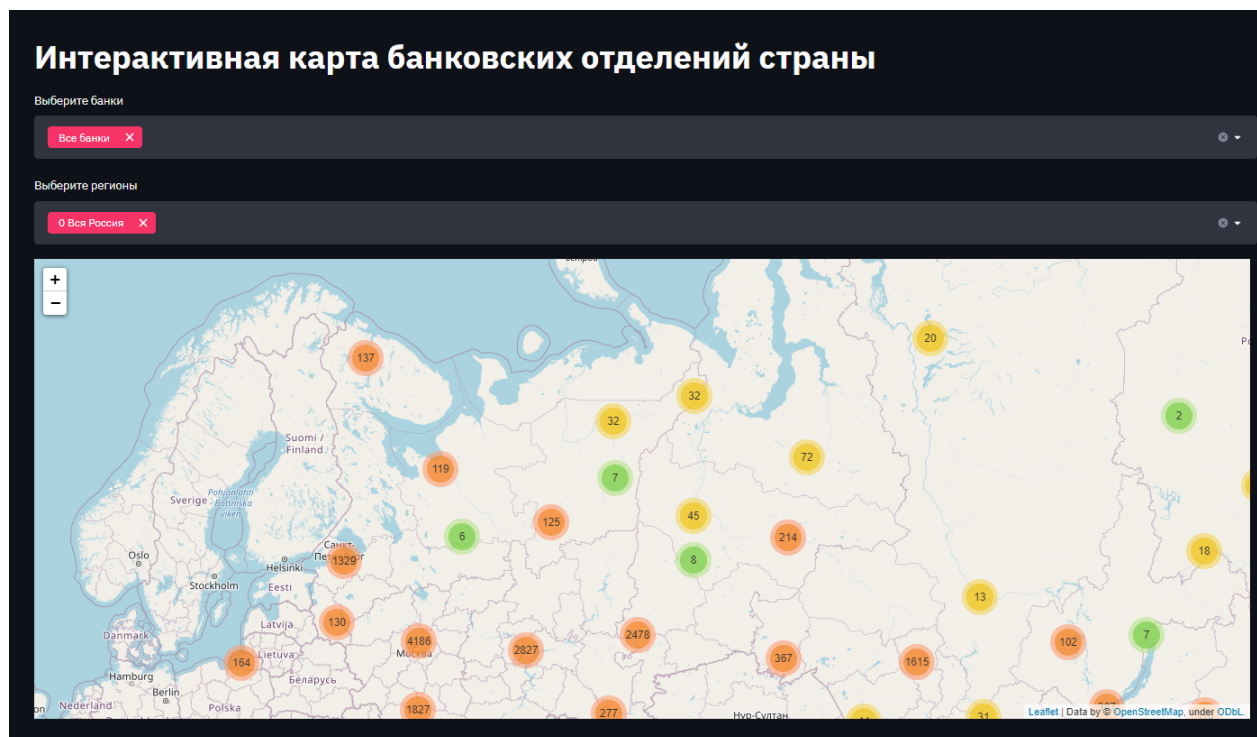 Интерактивная карта банковских отделений страны
Выберите банки
Все банки ✕
Выберите регионы
0 Вся Россия ✕
+
−
20
137
32
2
32
Suomi /
Finland
72
119
7
Pohjanlahti
- Bottniska
viken
Sverige
45
125
6
214
Санкт-
1329
8
18
Oslo
Helsinki
Stockholm
Eesti
13
Latvija
130
Danmark
4186
Москва
2478
102
7
2827
164
Lietuva
367
1615
Hamburg
Беларусь
Berlin
Nederland
Polska
1827
277
Нур-Султан
31
Leaflet | Data by © OpenStreetMap, under ODbL.